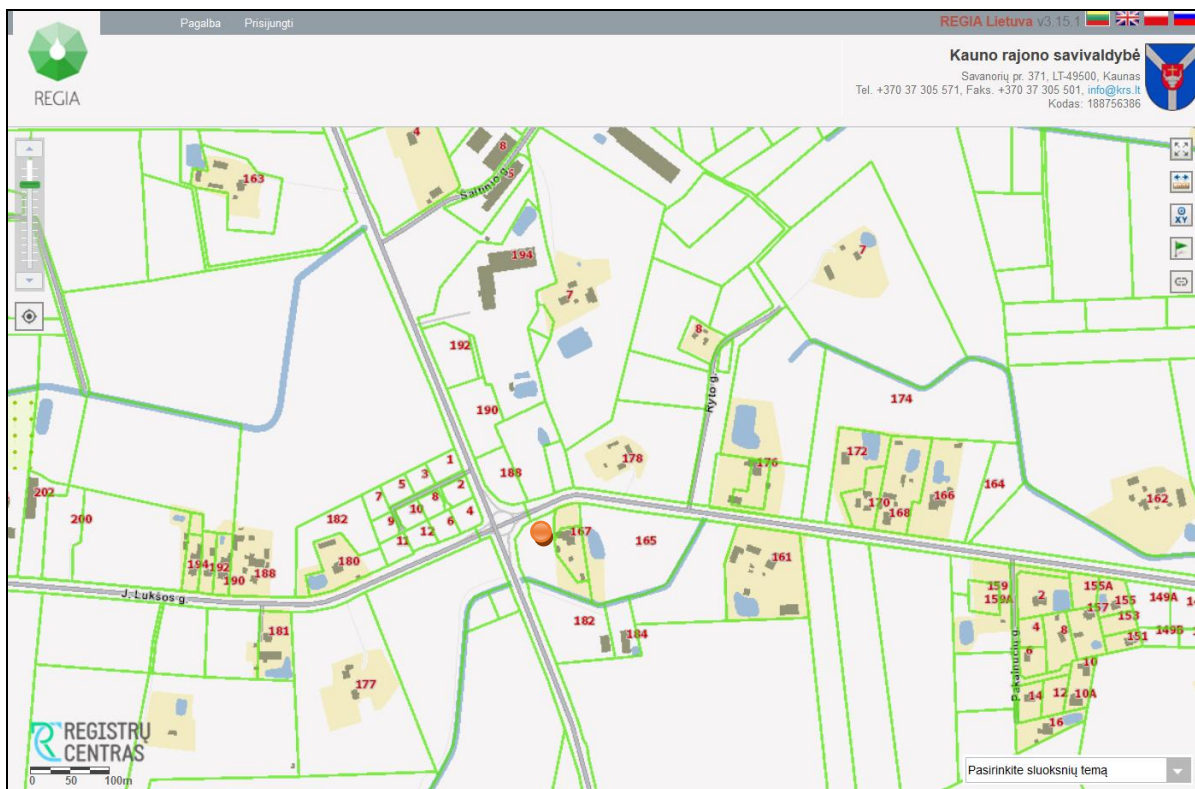 Pagalba Prisijungti
REGIA Lietuva v3.15.1
REGIA
Kauno rajono savivaldybė
Savanorių pr. 371, LT-49500, Kaunas
Tel. +370 37 305 571, Faks. +370 37 305 501, info@krs.lt
Kodas: 188756386
4
8
5
163
Šaltinio g.
XY
194
7
7
8
192
Ryto g.
174
190
178
1
3
5
2
7
8
10
4
9
6
12
11
188
172
176
170
168
166
164
162
202
200
182
180
167
165
161
194
192
190
188
J. Lukšos g.
159
159A
2
155A
155
157
153
149A
181
182
184
4
8
151
149B
6
Pakalnučių g.
10
177
14
12
10A
16
REGISTRŲ
CENTRAS
0 50 100m
Pasirinkite sluoksnių temą